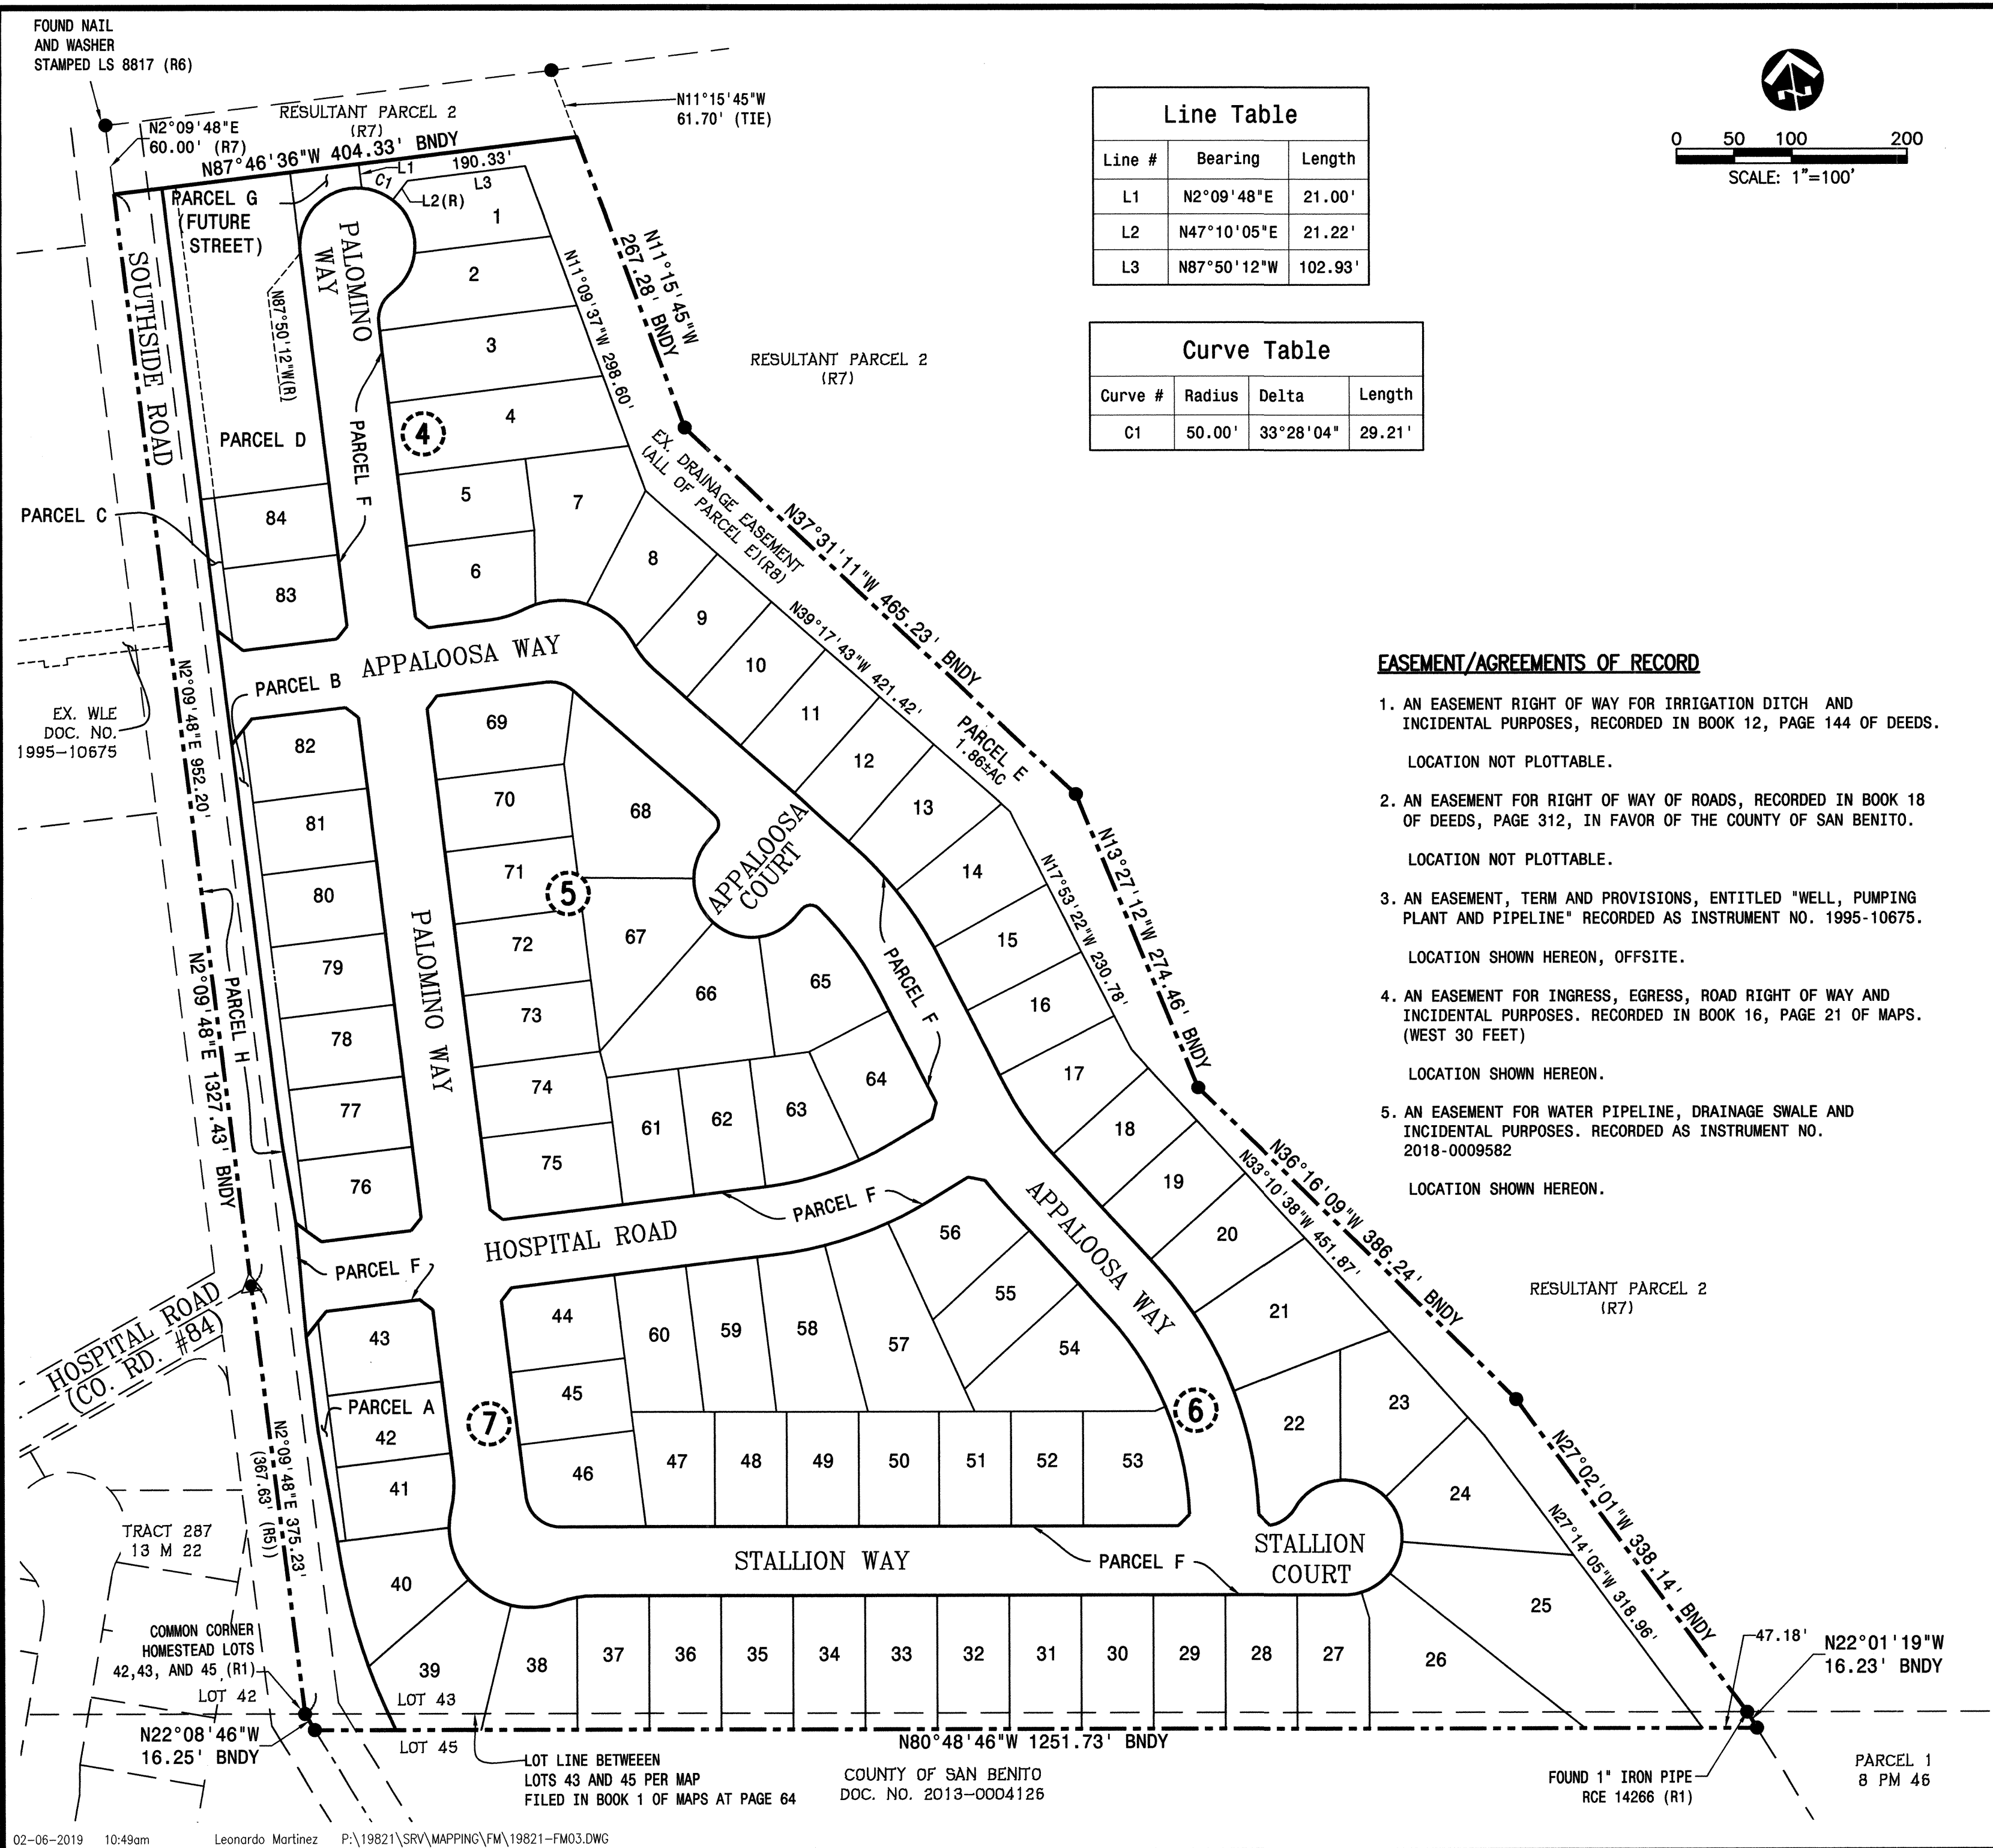 FOUND NAIL
AND WASHER
STAMPED LS 8817 (R6)
N2°09'48"E
60.00' (R7)
RESULTANT PARCEL 2
(R7)
N87°46'36"W 404.33' BNDY
N11°15'45"W
61.70' (TIE)
L1
190.33'
C1
L3
L2(R)
PARCEL G
(FUTURE
STREET)
PALOMINO
WAY
SOUTHSIDE ROAD
N87°50'12"W(R)
N11°15'45"W
267.28' BNDY
N11°09'37"W 298.60'
1
2
3
4
5
6
7
8
9
10
11
12
13
14
15
16
17
18
19
20
21
22
23
24
25
26
27
28
29
30
31
32
33
34
35
36
37
38
39
40
41
42
43
44
45
46
47
48
49
50
51
52
53
54
55
56
57
58
59
60
61
62
63
64
65
66
67
68
69
70
71
72
73
74
75
76
77
78
79
80
81
82
83
84
4
5
6
7
PARCEL D
PARCEL F
PARCEL C
RESULTANT PARCEL 2
(R7)
EX. DRAINAGE EASEMENT
(ALL OF PARCEL E)(R8)
N37°31'11"W 465.23' BNDY
N39°17'43"W 421.42'
APPALOOSA WAY
PARCEL B
EX. WLE
DOC. NO.
1995-10675
N2°09'48"E 952.20'
PARCEL E
1.86±AC
APPALOOSA
COURT
N13°27'12"W 274.46' BNDY
N17°53'22"W 230.78'
PALOMINO WAY
PARCEL F
PARCEL H
N2°09'48"E 1327.43' BNDY
N36°16'09"W 386.24' BNDY
N33°10'38"W 451.87'
PARCEL F
HOSPITAL ROAD
APPALOOSA WAY
PARCEL F
HOSPITAL ROAD
(CO. RD. #84)
RESULTANT PARCEL 2
(R7)
PARCEL A
N2°09'48"E 375.23'
(367.63' (R5))
N27°02'01"W 338.14' BNDY
N27°14'05"W 318.96'
TRACT 287
13 M 22
STALLION WAY
PARCEL F
STALLION
COURT
COMMON CORNER
HOMESTEAD LOTS
42,43, AND 45 (R1)
LOT 42
LOT 43
LOT 45
N22°08'46"W
16.25' BNDY
47.18'
N22°01'19"W
16.23' BNDY
N80°48'46"W 1251.73' BNDY
LOT LINE BETWEEEN
LOTS 43 AND 45 PER MAP
FILED IN BOOK 1 OF MAPS AT PAGE 64
COUNTY OF SAN BENITO
DOC. NO. 2013-0004126
FOUND 1" IRON PIPE
RCE 14266 (R1)
PARCEL 1
8 PM 46
Line Table
Line # Bearing Length
L1 N2°09'48"E 21.00'
L2 N47°10'05"E 21.22'
L3 N87°50'12"W 102.93'
Curve Table
Curve # Radius Delta Length
C1 50.00' 33°28'04" 29.21'
0 50 100 200
SCALE: 1"=100'
EASEMENT/AGREEMENTS OF RECORD
1. AN EASEMENT RIGHT OF WAY FOR IRRIGATION DITCH AND
INCIDENTAL PURPOSES, RECORDED IN BOOK 12, PAGE 144 OF DEEDS.
LOCATION NOT PLOTTABLE.
2. AN EASEMENT FOR RIGHT OF WAY OF ROADS, RECORDED IN BOOK 18
OF DEEDS, PAGE 312, IN FAVOR OF THE COUNTY OF SAN BENITO.
LOCATION NOT PLOTTABLE.
3. AN EASEMENT, TERM AND PROVISIONS, ENTITLED "WELL, PUMPING
PLANT AND PIPELINE" RECORDED AS INSTRUMENT NO. 1995-10675.
LOCATION SHOWN HEREON, OFFSITE.
4. AN EASEMENT FOR INGRESS, EGRESS, ROAD RIGHT OF WAY AND
INCIDENTAL PURPOSES. RECORDED IN BOOK 16, PAGE 21 OF MAPS.
(WEST 30 FEET)
LOCATION SHOWN HEREON.
5. AN EASEMENT FOR WATER PIPELINE, DRAINAGE SWALE AND
INCIDENTAL PURPOSES. RECORDED AS INSTRUMENT NO.
2018-0009582
LOCATION SHOWN HEREON.
02-06-2019 10:49am Leonardo Martinez P:\19821\SRV\MAPPING\FM\19821-FM03.DWG